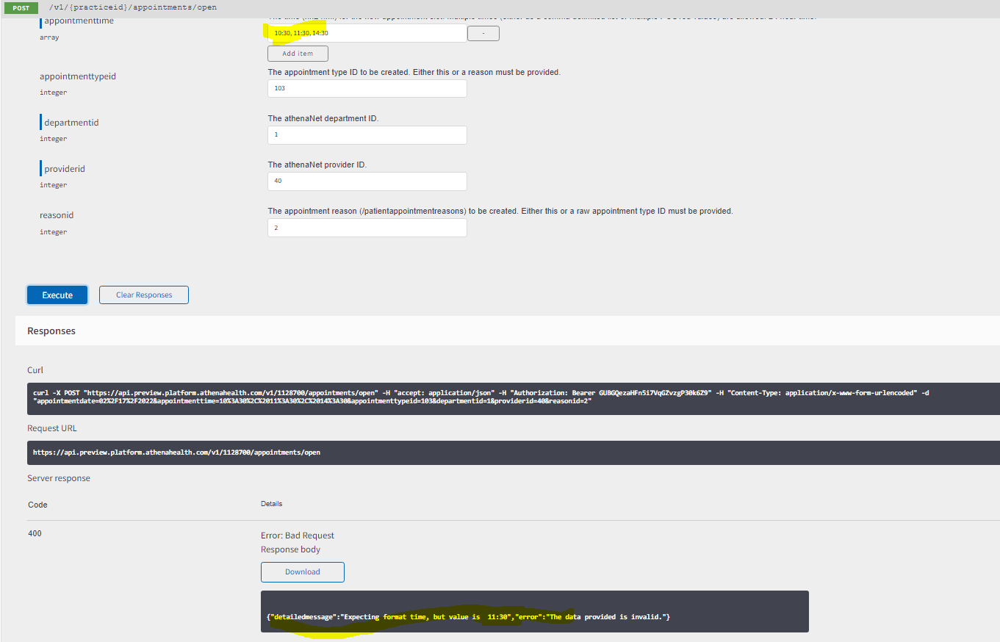 POST /v1/{practiceid}/appointments/open
appointmenttime
array
10:30, 11:30, 14:30
-
Add item
appointmenttypeid
The appointment type ID to be created. Either this or a reason must be provided.
integer
103
departmentid
The athenaNet department ID.
integer
1
providerid
The athenaNet provider ID.
integer
40
reasonid
The appointment reason (/patientappointmentreasons) to be created. Either this or a raw appointment type ID must be provided.
integer
2
Execute
Clear Responses
Responses
Curl
curl -X POST "https://api.preview.platform.athenahealth.com/v1/1128700/appointments/open" -H "accept: application/json" -H "Authorization: Bearer GUBGQezaHFn5i7VqGZvzgP30k6Z9" -H "Content-Type: application/x-www-form-urlencoded" -d
"appointmentdate=02%2F17%2F2022&appointmenttime=10%3A30%2C%2011%3A30%2C%2014%3A30&appointmenttypeid=103&departmentid=1&providerid=40&reasonid=2"
Request URL
https://api.preview.platform.athenahealth.com/v1/1128700/appointments/open
Server response
Code
Details
400
Error: Bad Request
Response body
Download
{"detailedmessage":"Expecting format time, but value is  11:30","error":"The data provided is invalid."}